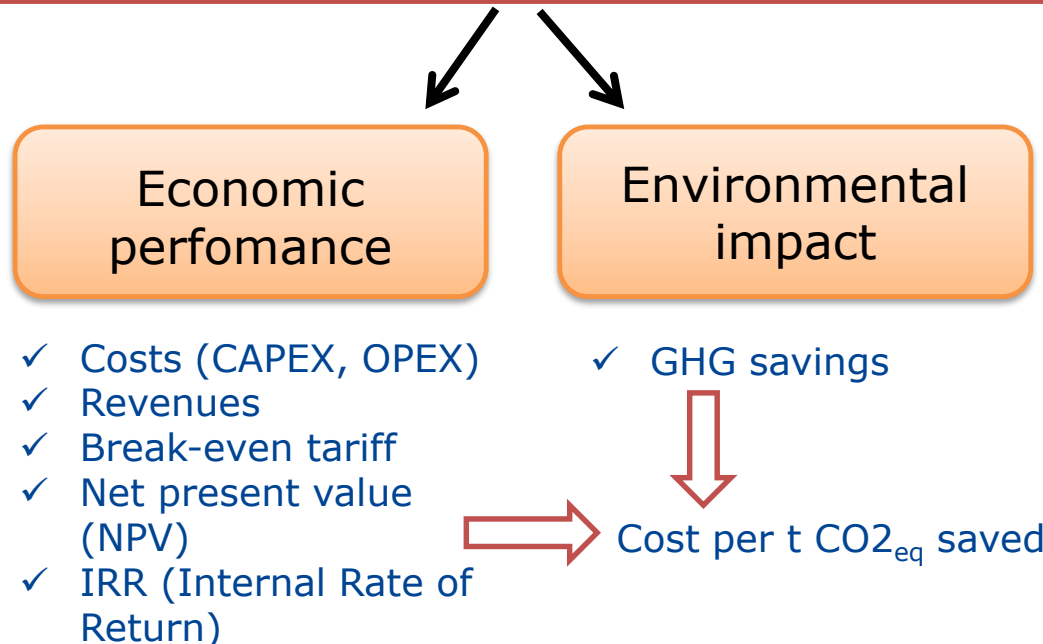 Economic
perfomance
Environmental
impact
✓ Costs (CAPEX, OPEX)
✓ Revenues
✓ Break-even tariff
✓ Net present value
(NPV)
✓ IRR (Internal Rate of
Return)
✓ GHG savings
Cost per t CO2eq saved